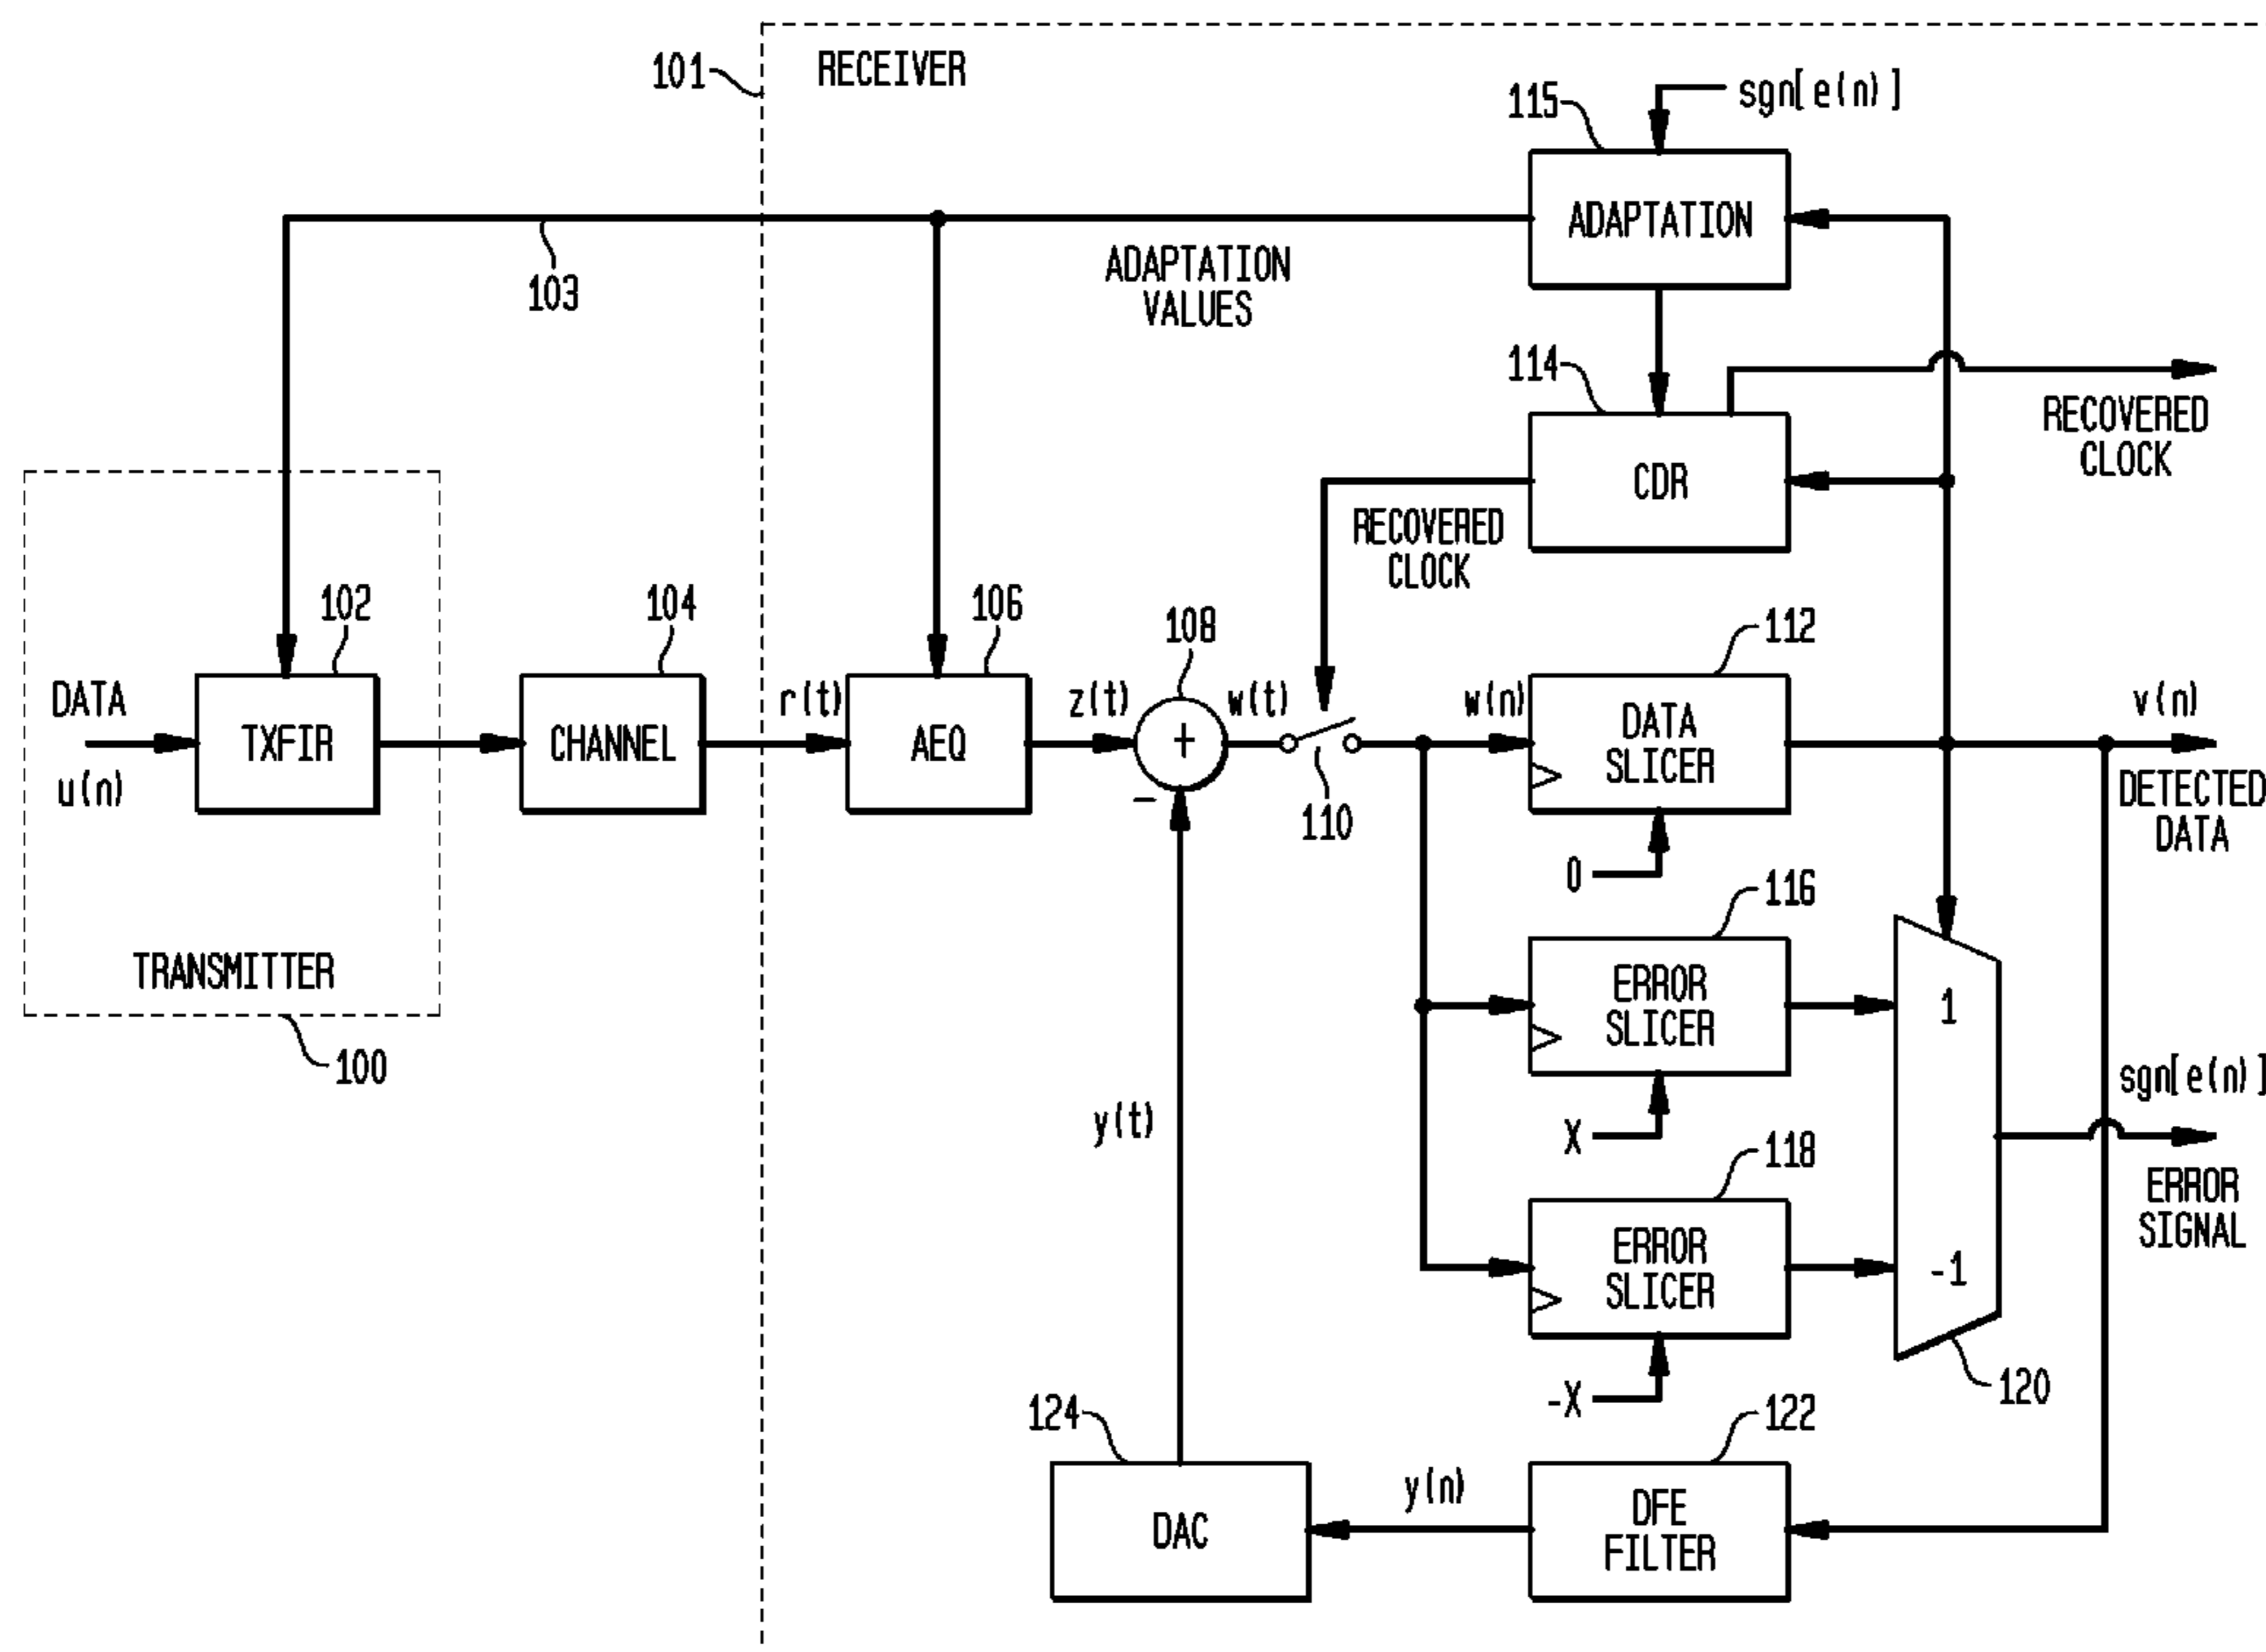 101
RECEIVER
sgn[e(n)]
115
ADAPTATION
103
ADAPTATION
VALUES
114
CDR
RECOVERED
CLOCK
RECOVERED
CLOCK
102
104
106
108
112
DATA
u(n)
TXFIR
CHANNEL
r(t)
AEQ
z(t)
+
-
w(t)
110
w(n)
DATA
SLICER
v(n)
DETECTED
DATA
0
116
TRANSMITTER
100
ERROR
SLICER
1
X
sgn[e(n)]
ERROR
SIGNAL
y(t)
118
ERROR
SLICER
-1
-X
120
124
122
DAC
y(n)
DFE
FILTER